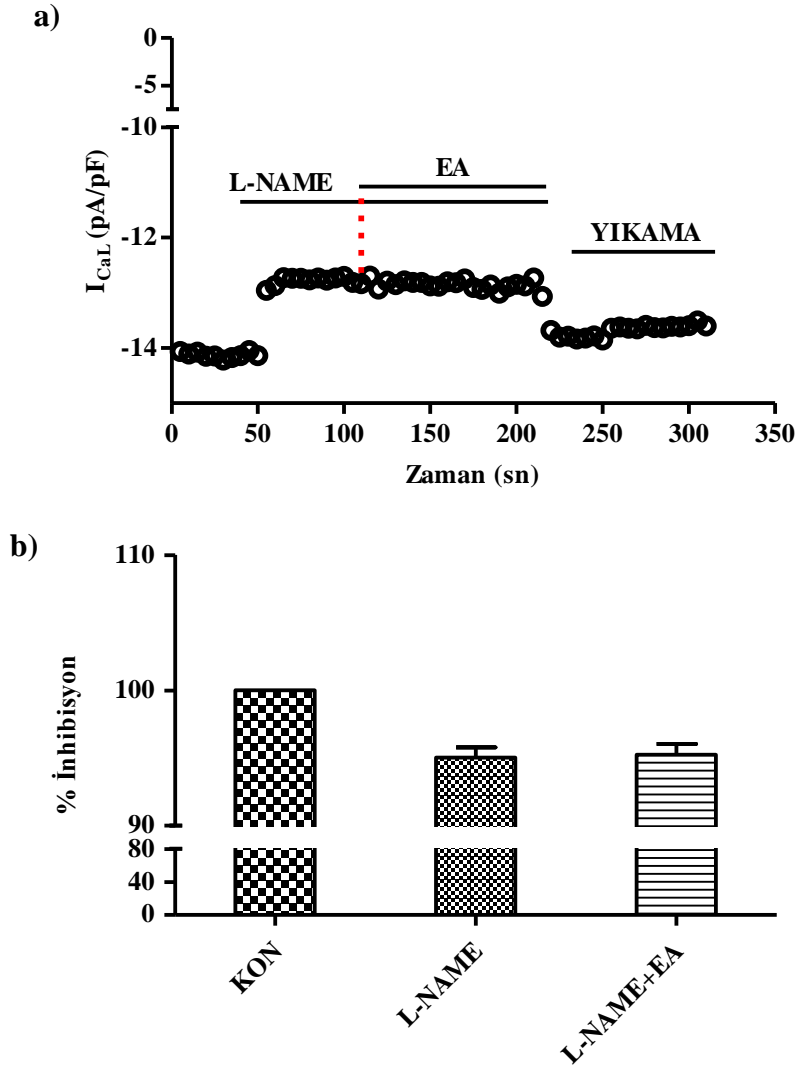 a)
0
-5
-10
-12
-14
I_CaL (pA/pF)
EA
L-NAME
YIKAMA
0 50 100 150 200 250 300 350
Zaman (sn)
b)
110
100
90
80
40
0
% İnhibisyon
KON
L-NAME
L-NAME+EA